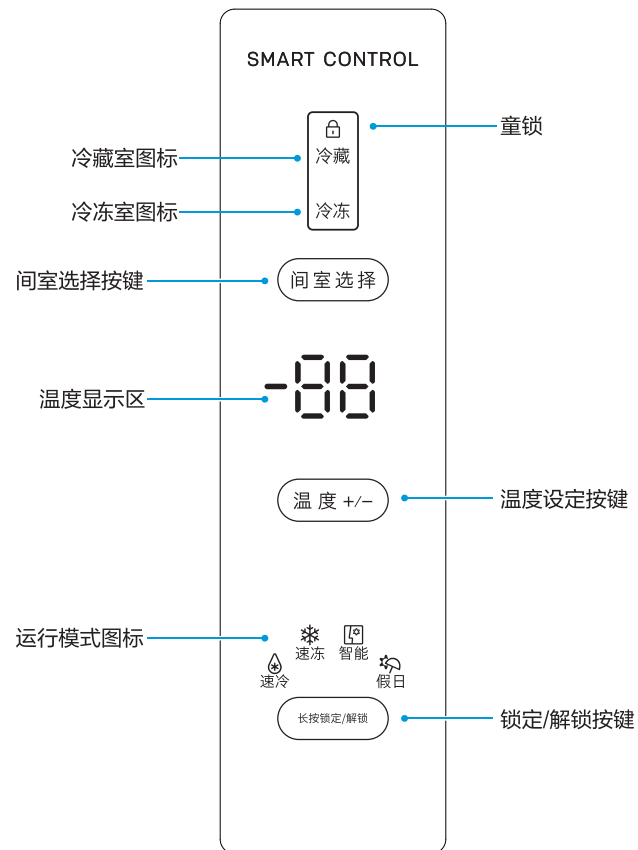 SMART CONTROL
童锁
冷藏室图标
冷藏
冷冻室图标
冷冻
间室选择按键
间室选择
温度显示区
-88
温度+/−
温度设定按键
运行模式图标
速冻
智能
速冷
假日
长按锁定/解锁
锁定/解锁按键